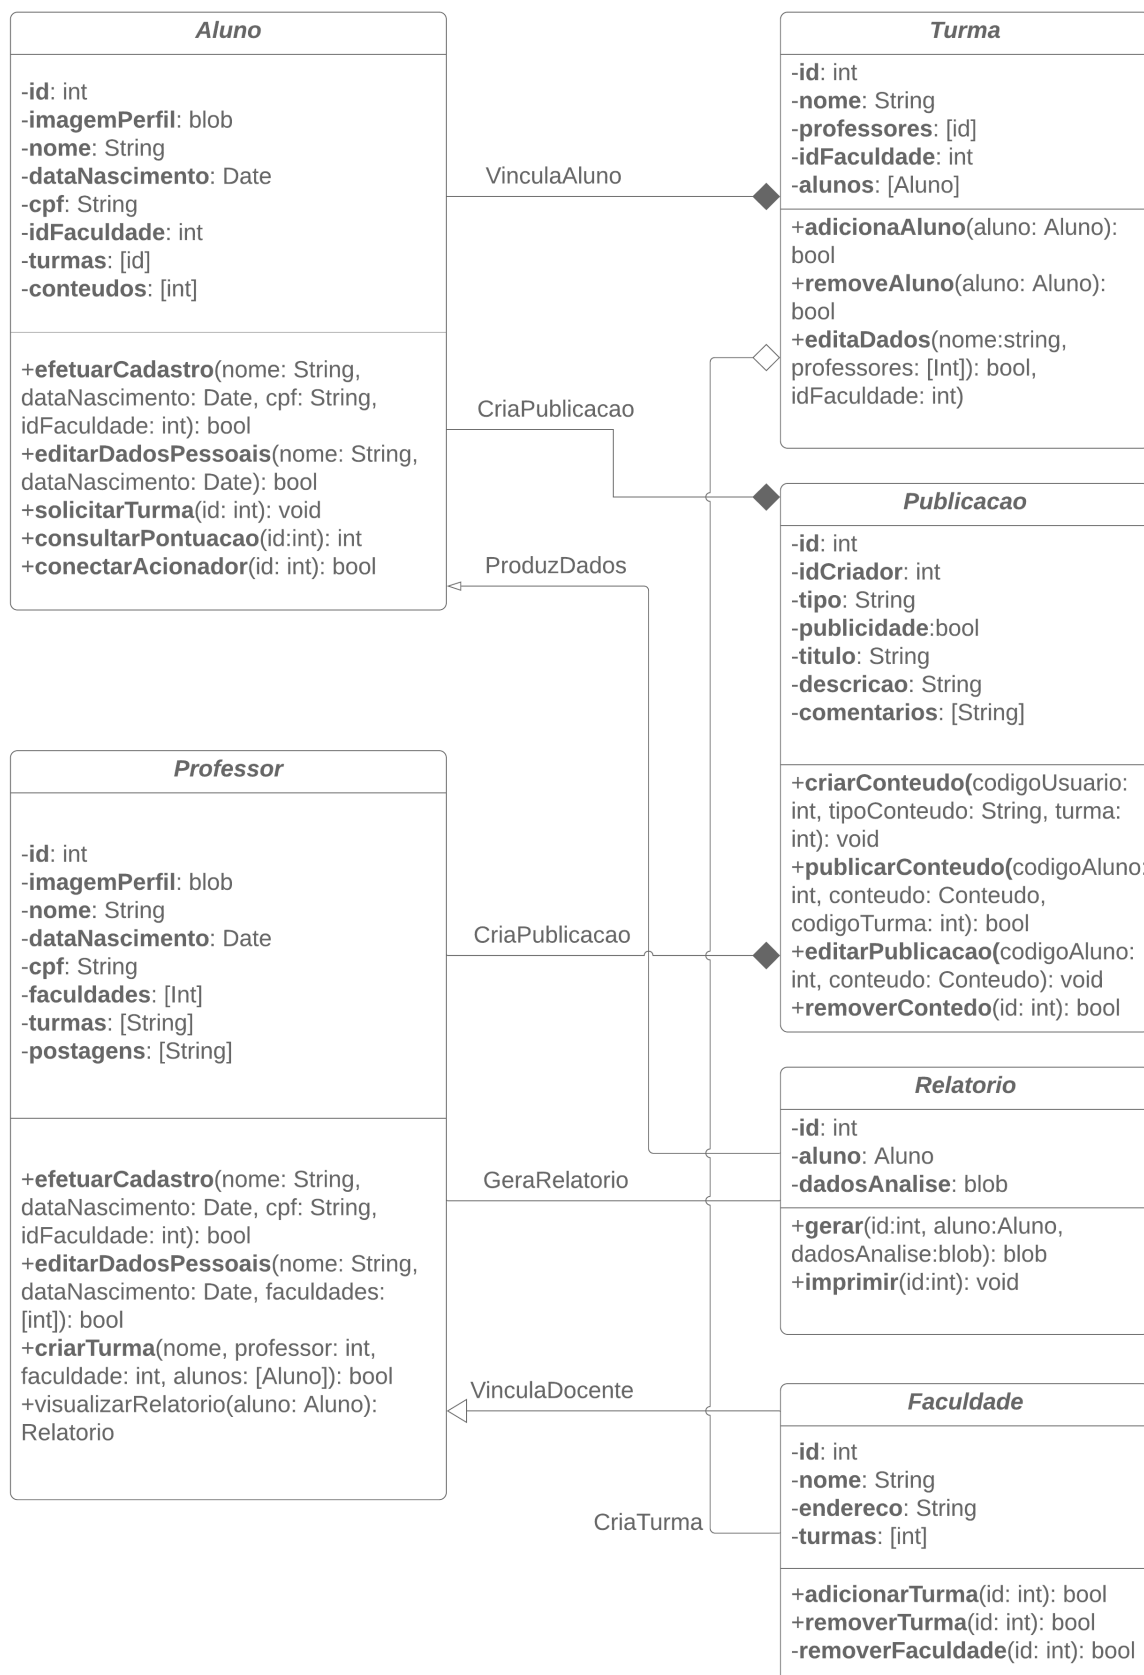 Aluno
-id: int
-imagemPerfil: blob
-nome: String
-dataNascimento: Date
-cpf: String
-idFaculdade: int
-turmas: [id]
-conteudos: [int]
+efetuarCadastro(nome: String,
dataNascimento: Date, cpf: String,
idFaculdade: int): bool
+editarDadosPessoais(nome: String,
dataNascimento: Date): bool
+solicitarTurma(id: int): void
+consultarPontuacao(id:int): int
+conectarAcionador(id: int): bool
VinculaAluno
CriaPublicacao
ProduzDados
Turma
-id: int
-nome: String
-professores: [id]
-idFaculdade: int
-alunos: [Aluno]
+adicionaAluno(aluno: Aluno):
bool
+removeAluno(aluno: Aluno):
bool
+editaDados(nome:string,
professores: [Int]): bool,
idFaculdade: int)
Publicacao
-id: int
-idCriador: int
-tipo: String
-publicidade:bool
-titulo: String
-descricao: String
-comentarios: [String]
+criarConteudo(codigoUsuario:
int, tipoConteudo: String, turma:
int): void
+publicarConteudo(codigoAluno:
int, conteudo: Conteudo,
codigoTurma: int): bool
+editarPublicacao(codigoAluno:
int, conteudo: Conteudo): void
+removerContedo(id: int): bool
Professor
-id: int
-imagemPerfil: blob
-nome: String
-dataNascimento: Date
-cpf: String
-faculdades: [Int]
-turmas: [String]
-postagens: [String]
+efetuarCadastro(nome: String,
dataNascimento: Date, cpf: String,
idFaculdade: int): bool
+editarDadosPessoais(nome: String,
dataNascimento: Date, faculdades:
[int]): bool
+criarTurma(nome, professor: int,
faculdade: int, alunos: [Aluno]): bool
+visualizarRelatorio(aluno: Aluno):
Relatorio
CriaPublicacao
GeraRelatorio
VinculaDocente
CriaTurma
Relatorio
-id: int
-aluno: Aluno
-dadosAnalise: blob
+gerar(id:int, aluno:Aluno,
dadosAnalise:blob): blob
+imprimir(id:int): void
Faculdade
-id: int
-nome: String
-endereco: String
-turmas: [int]
+adicionarTurma(id: int): bool
+removerTurma(id: int): bool
-removerFaculdade(id: int): bool